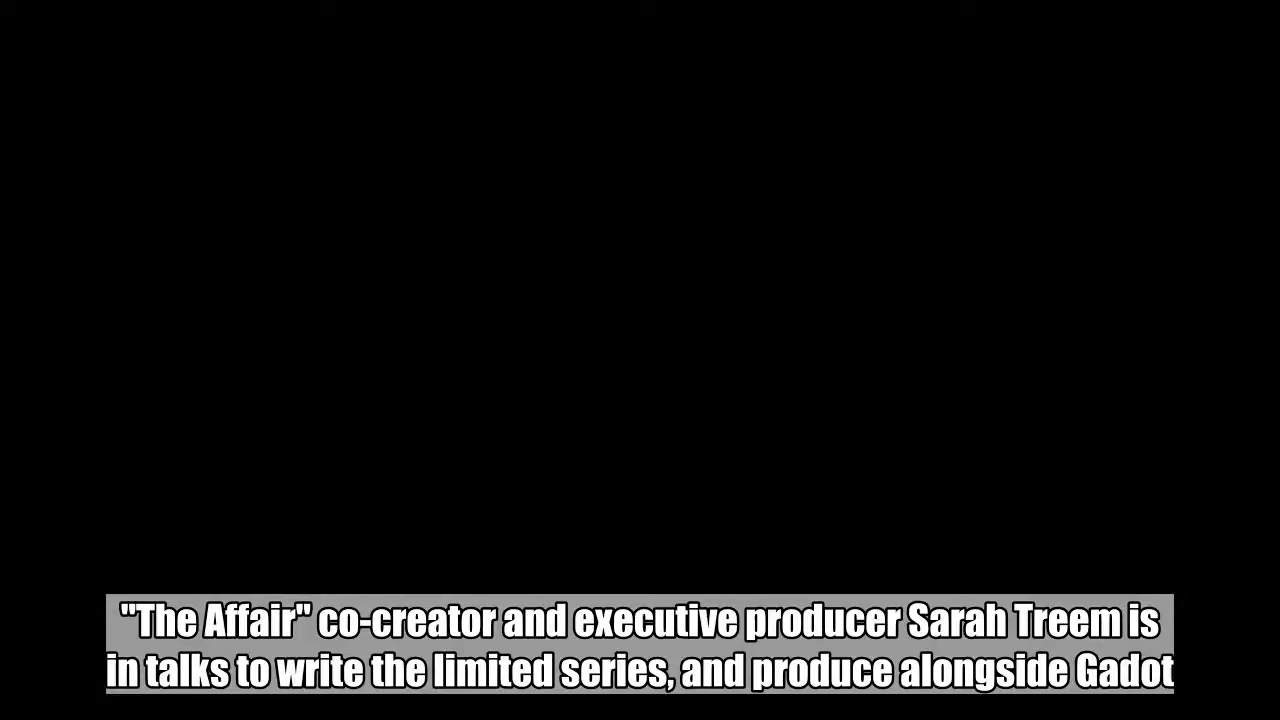 "The Affair" co-creator and executive producer Sarah Treem is
in talks to write the limited series, and produce alongside Gadot